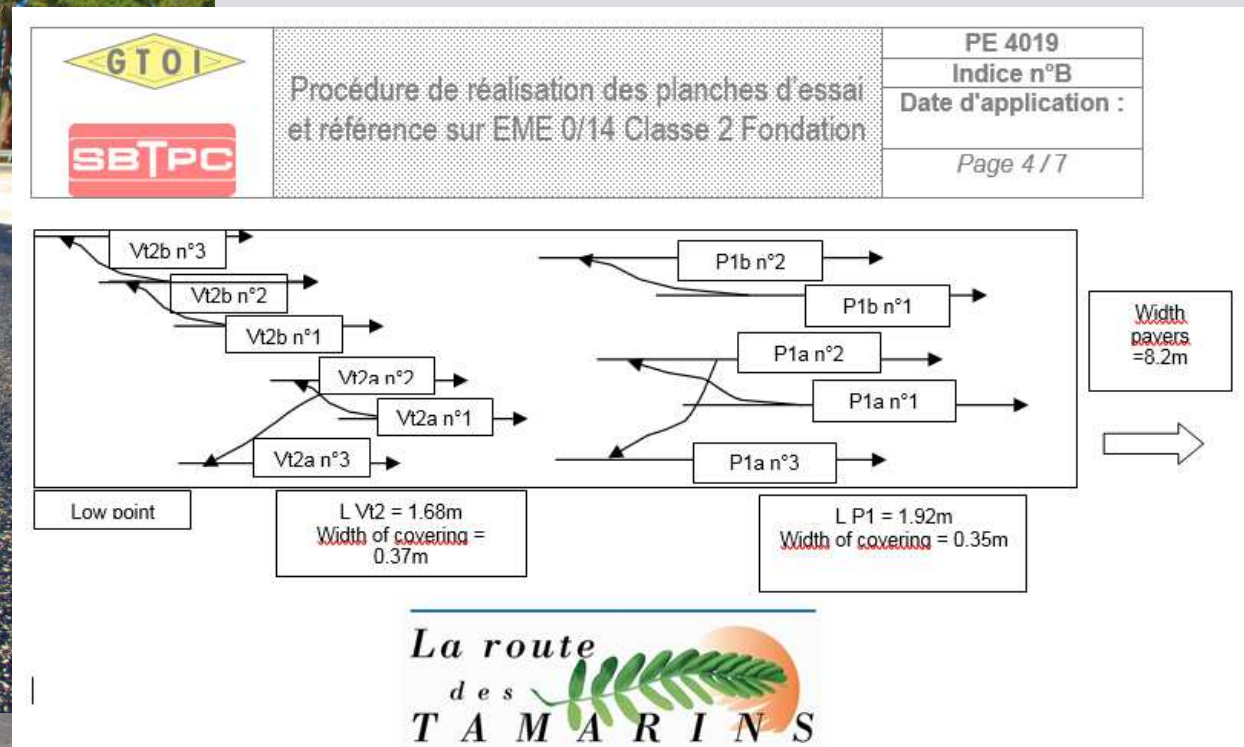 GTOI
SBTPC
Procédure de réalisation des planches d'essai
et référence sur EME 0/14 Classe 2 Fondation
PE 4019
Indice n°B
Date d'application :
Page 4 / 7
Vt2b n°3
Vt2b n°2
Vt2b n°1
Vt2a n°2
Vt2a n°1
Vt2a n°3
P1b n°2
P1b n°1
P1a n°2
P1a n°1
P1a n°3
Width
pavers
=8.2m
Low point
L Vt2 = 1.68m
Width of covering =
0.37m
L P1 = 1.92m
Width of covering = 0.35m
La route
des
TAMARINS